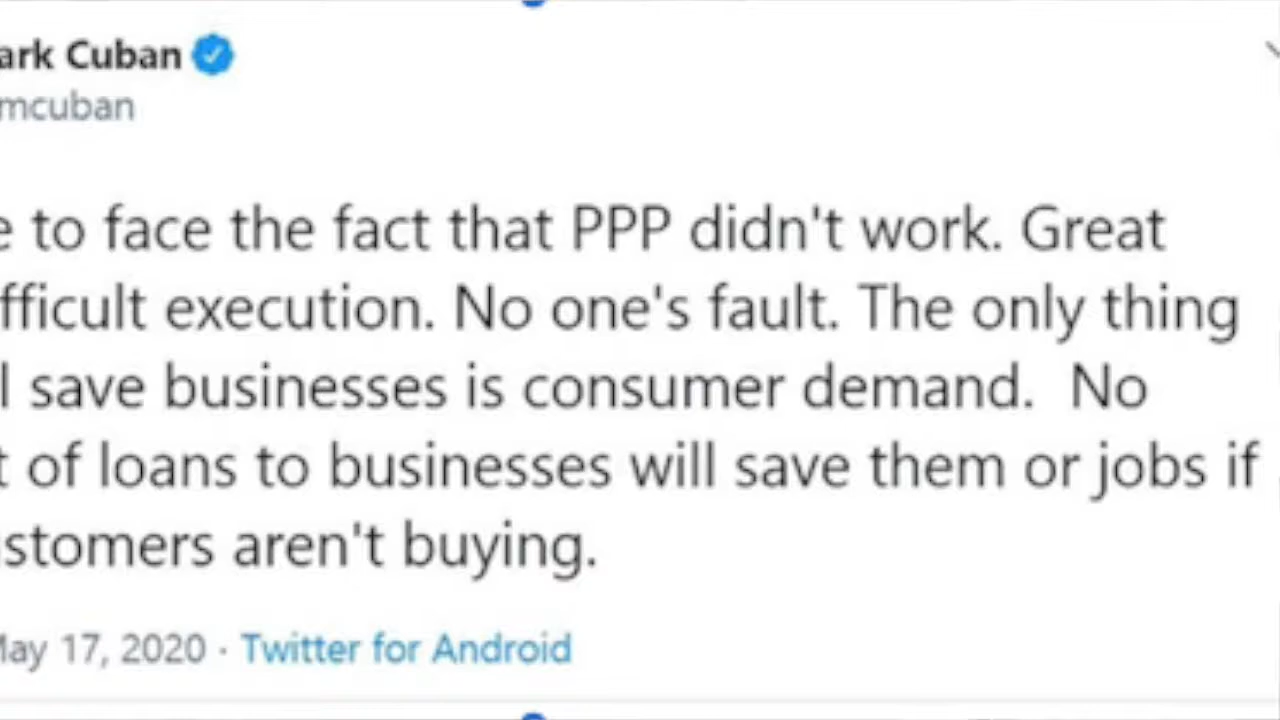 ark Cuban
mcuban
e to face the fact that PPP didn't work. Great
fficult execution. No one's fault. The only thing
l save businesses is consumer demand.  No
t of loans to businesses will save them or jobs if
stomers aren't buying.
May 17, 2020 · Twitter for Android